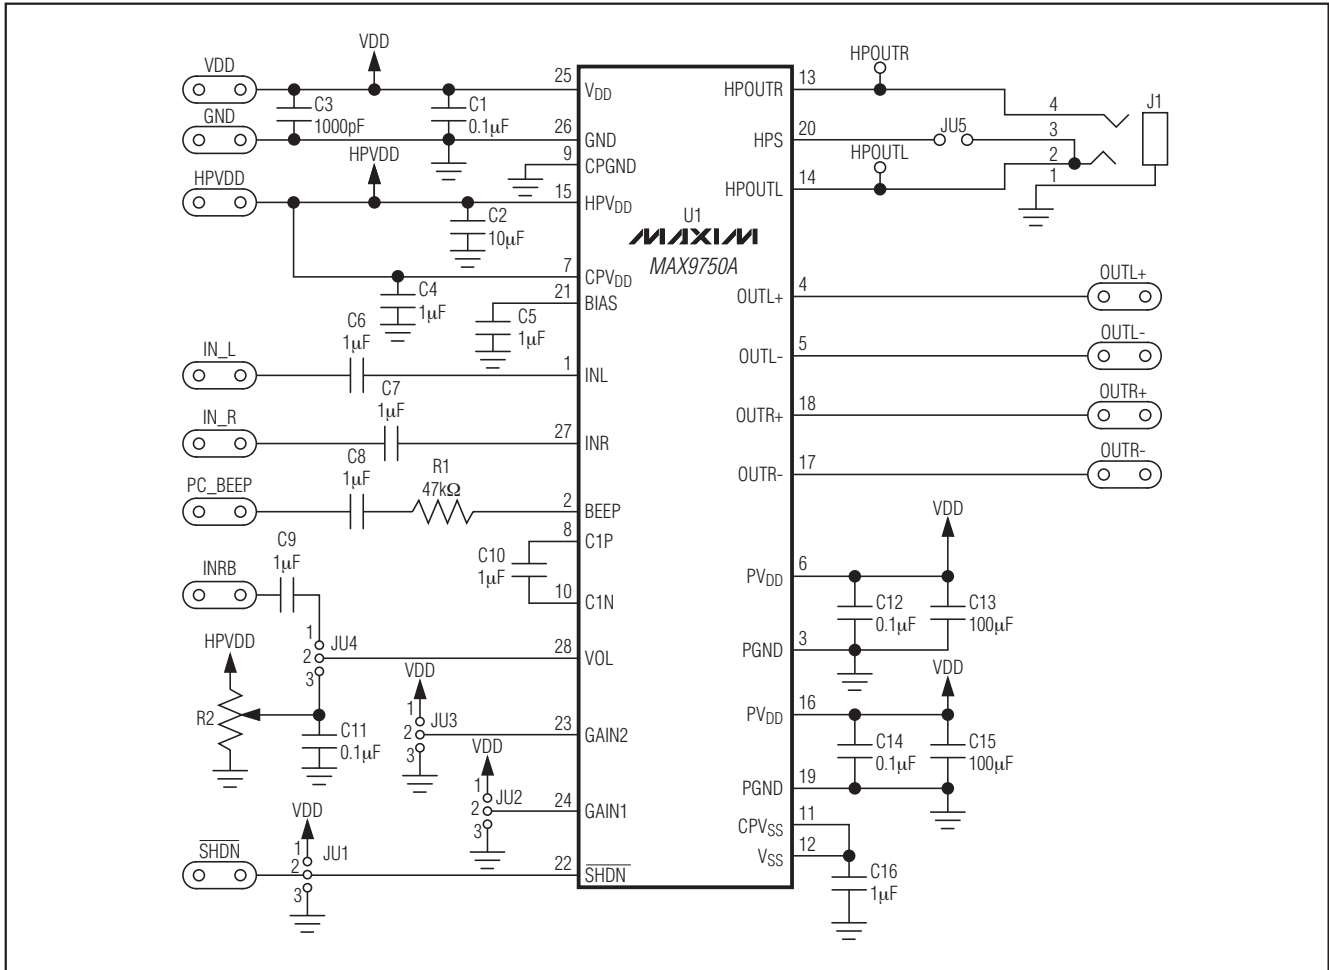 VDD
VDD
C3
1000pF
C1
0.1µF
GND
HPVDD
HPVDD
C2
10µF
C4
1µF
C5
1µF
C6
1µF
IN_L
C7
1µF
IN_R
C8
1µF
R1
47kΩ
PC_BEEP
C9
1µF
INRB
C10
1µF
HPVDD
R2
1
2
3
JU4
C11
0.1µF
VDD
1
2
3
JU3
VDD
1
2
3
JU2
VDD
1
2
3
JU1
SHDN
25
26
9
15
7
21
1
27
2
8
10
28
23
24
22
VDD
GND
CPGND
HPVDD
CPVDD
BIAS
INL
INR
BEEP
C1P
C1N
VOL
GAIN2
GAIN1
SHDN
U1
MAXIM
MAX9750A
HPOUTR
HPS
HPOUTL
OUTL+
OUTL-
OUTR+
OUTR-
PVDD
PGND
PVDD
PGND
CPVSS
VSS
13
20
14
4
5
18
17
6
3
16
19
11
12
HPOUTR
JU5
HPOUTL
4
3
2
1
J1
OUTL+
OUTL-
OUTR+
OUTR-
VDD
C12
0.1µF
C13
100µF
VDD
C14
0.1µF
C15
100µF
C16
1µF